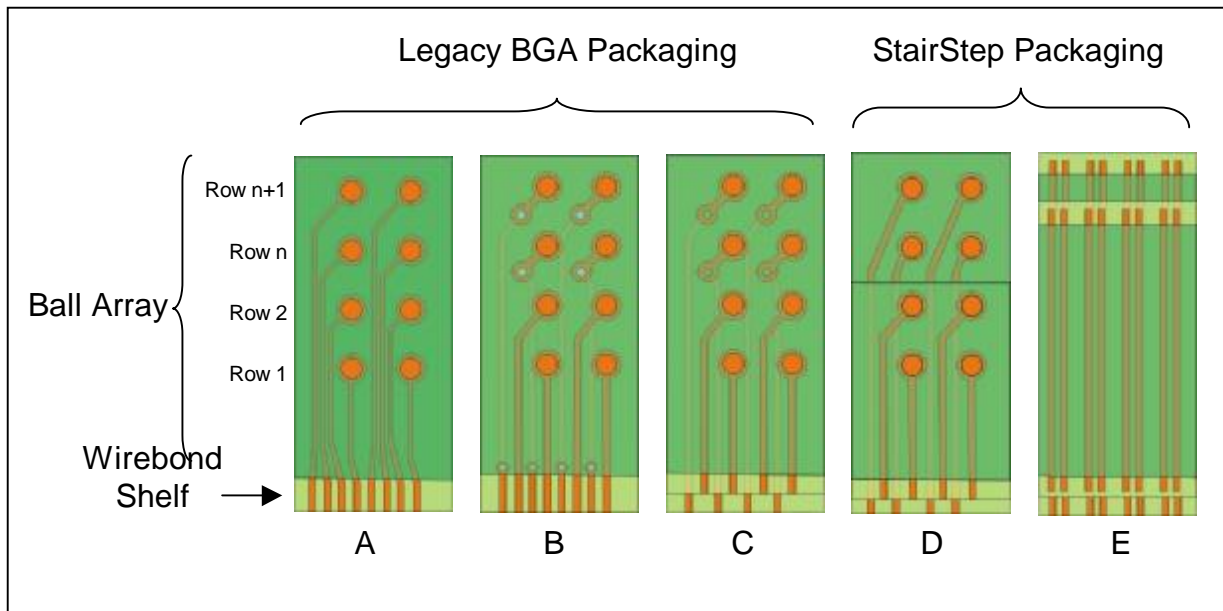 Legacy BGA Packaging
StairStep Packaging
Ball Array
Row n+1
Row n
Row 2
Row 1
Wirebond
Shelf
A
B
C
D
E